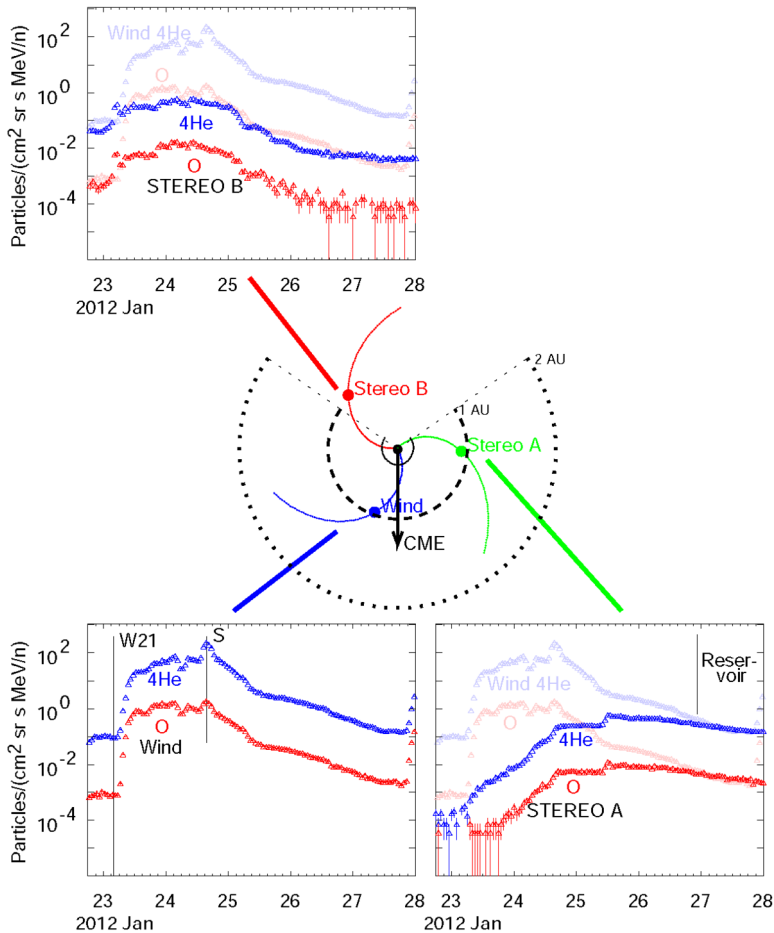 10²
Wind 4He
O
10⁰
4He
10⁻²
O
STEREO B
10⁻⁴
Particles/(cm² sr s MeV/n)
23 24 25 26 27 28
2012 Jan
2 AU
Stereo B
1 AU
Stereo A
Wind
CME
10²
W21
S
4He
10⁰
O
Wind
10⁻²
10⁻⁴
Particles/(cm² sr s MeV/n)
23 24 25 26 27 28
2012 Jan
Reser-
voir
Wind 4He
O
4He
O
STEREO A
23 24 25 26 27 28
2012 Jan